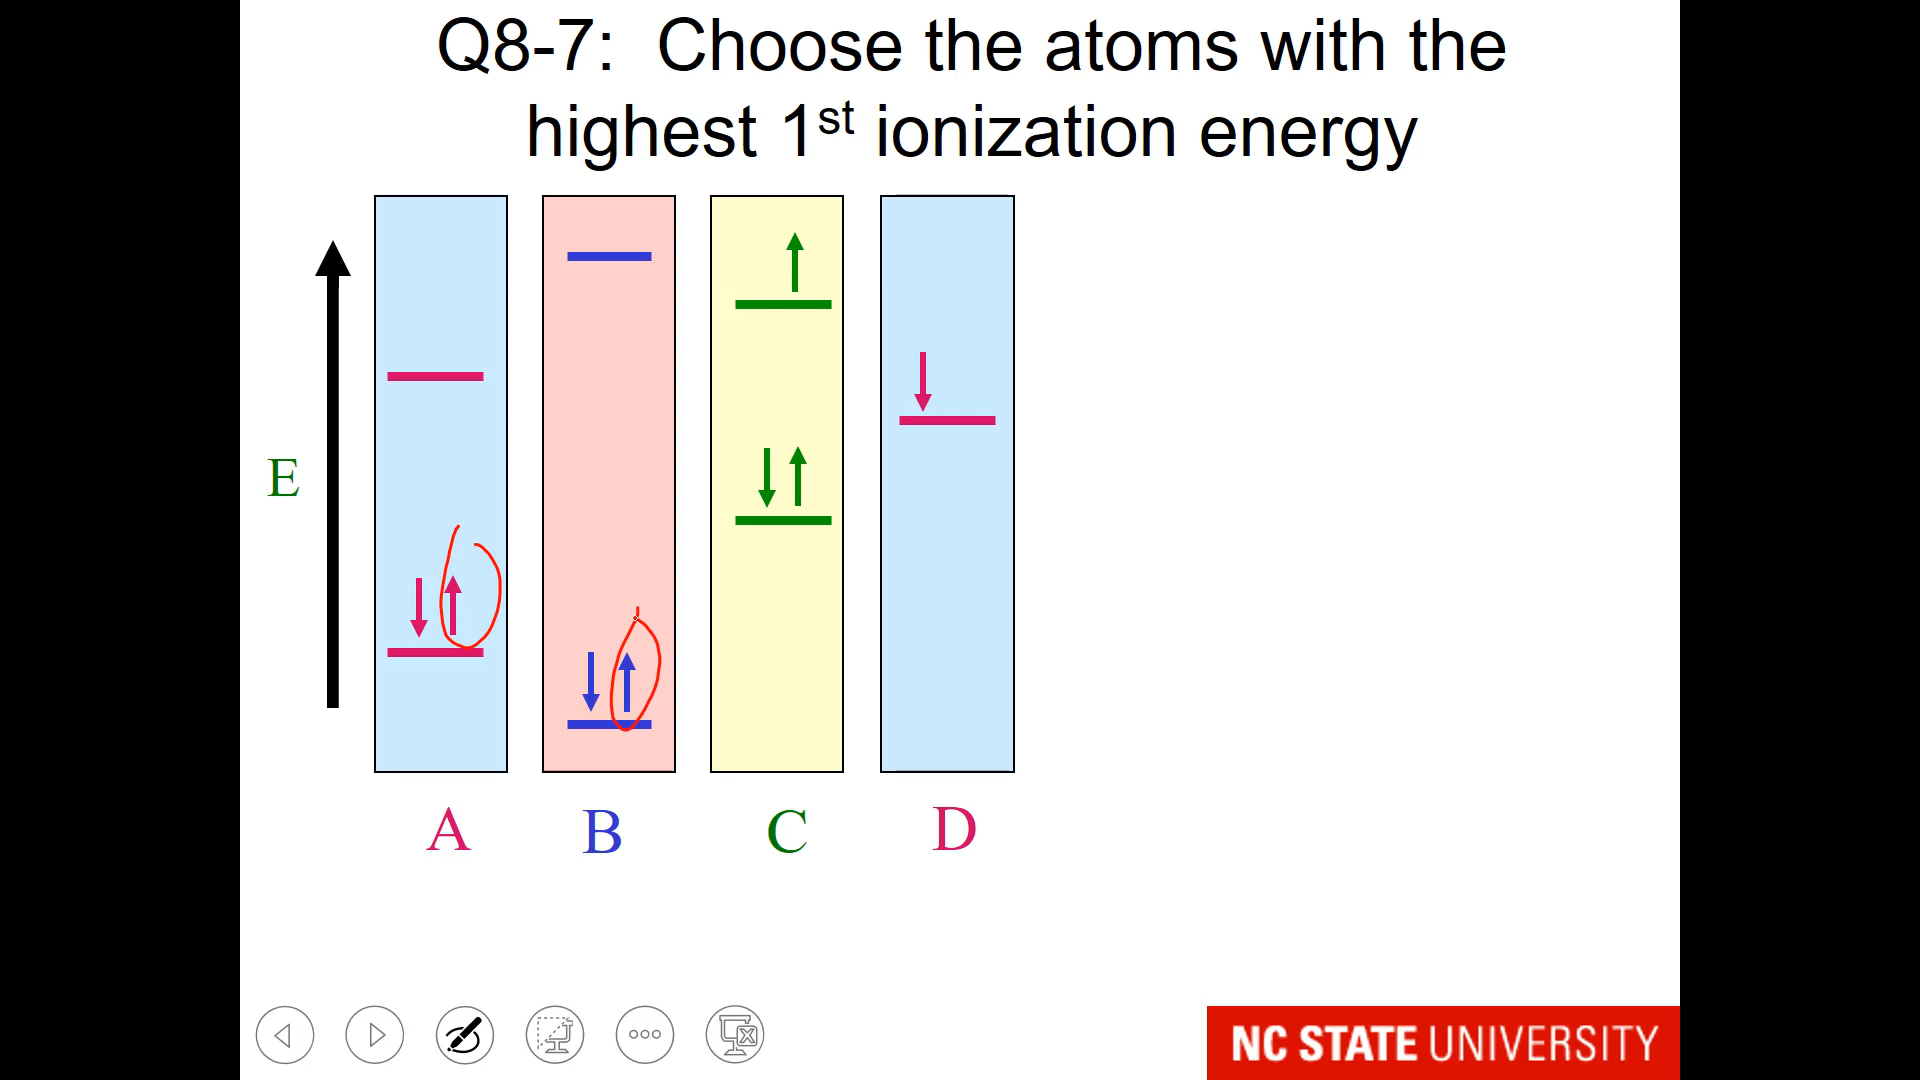 Q8-7: Choose the atoms with the
highest 1st ionization energy
E
A
B
C
D
NC STATE UNIVERSITY